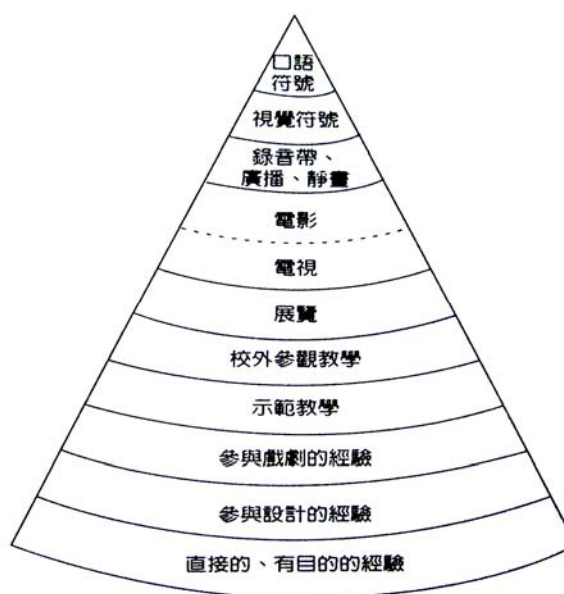 口語
符號
視覺符號
錄音帶、
廣播、靜畫
電影
電視
展覽
校外參觀教學
示範教學
參與戲劇的經驗
參與設計的經驗
直接的、有目的的經驗